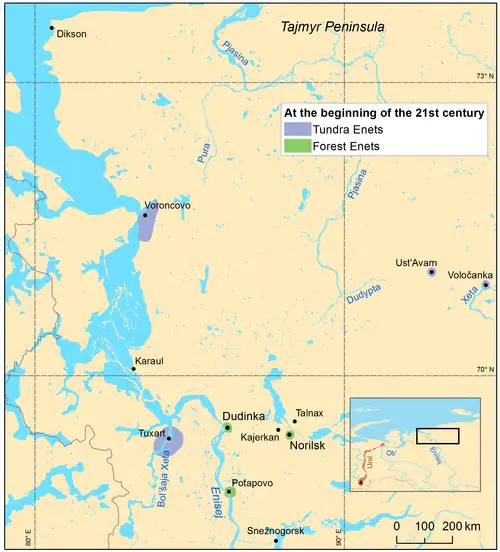 Dikson
Tajmyr Peninsula
Pjasina
73° N
At the beginning of the 21st century
Tundra Enets
Forest Enets
Pura
Pjasina
Voroncovo
Ust'Avam
Voločanka
Xeta
Dudypta
Karaul
70° N
Dudinka
Talnax
Kajerkan
Norilsk
Tuxart
Bol'šaja Xeta
Enisej
Potapovo
Ural
Ob'
Enisej
Snežnogorsk
0 100 200 km
80° E
90° E